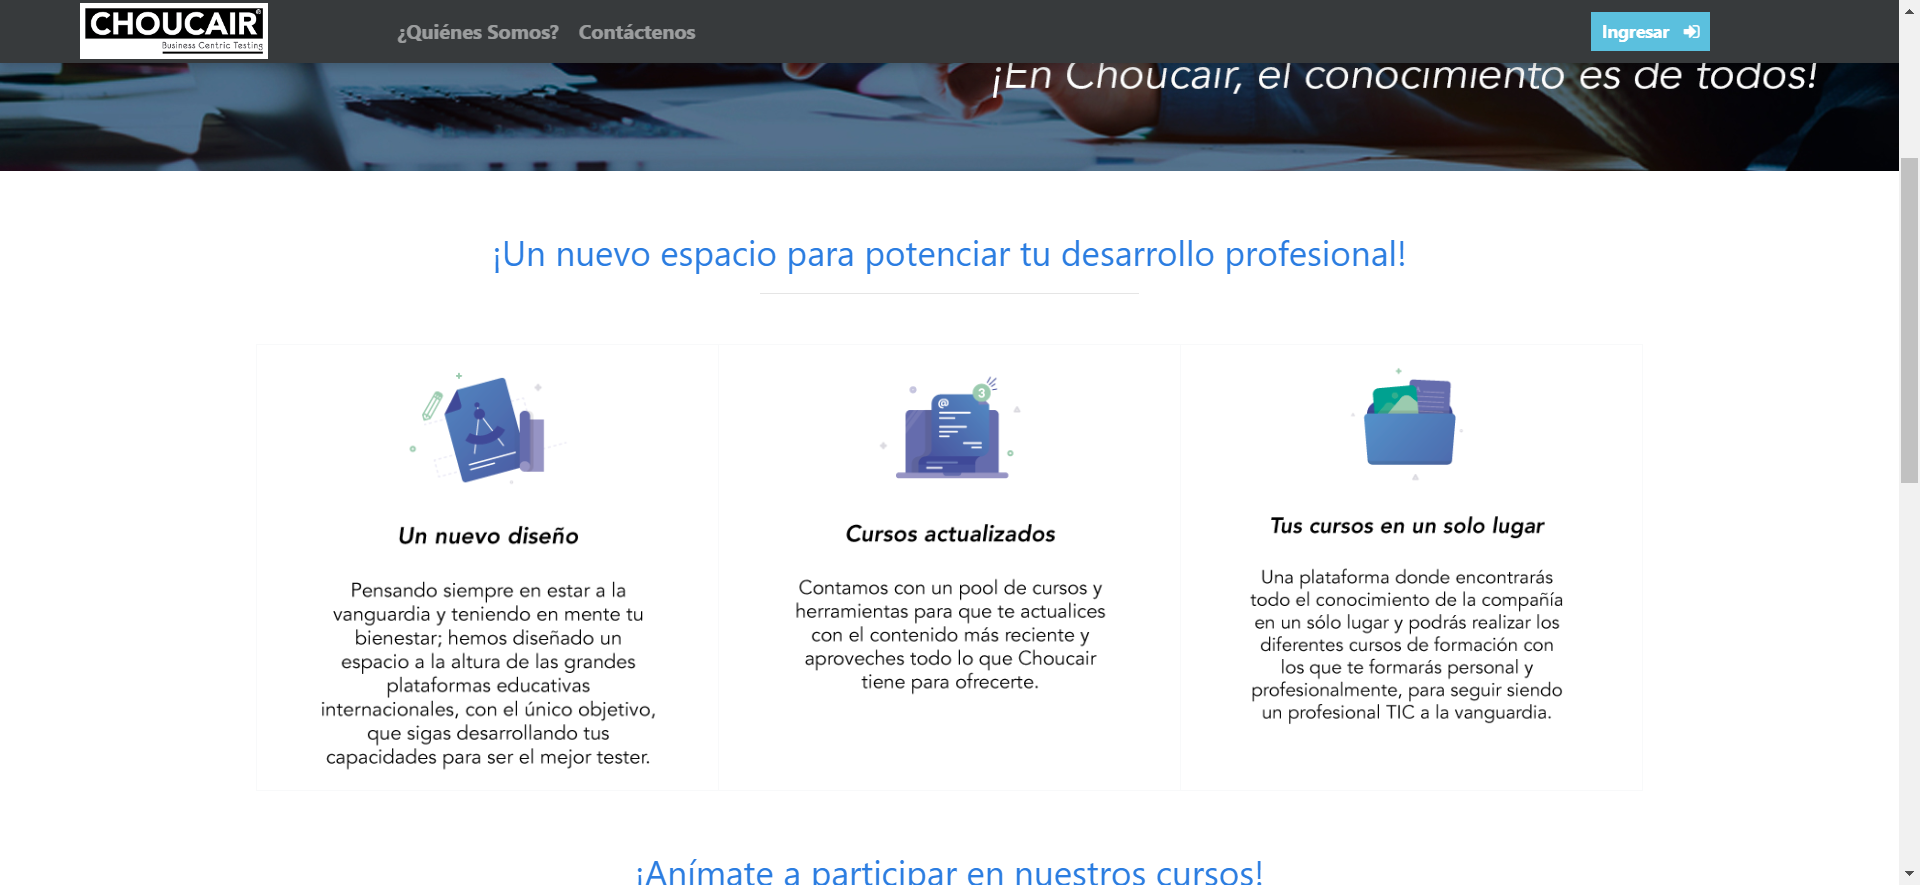 CHOUCAIR®
Business Centric Testing
¿Quiénes Somos?
Contáctenos
Ingresar
¡En Choucair, el conocimiento es de todos!
¡Un nuevo espacio para potenciar tu desarrollo profesional!
Un nuevo diseño
Pensando siempre en estar a la
vanguardia y teniendo en mente tu
bienestar; hemos diseñado un
espacio a la altura de las grandes
plataformas educativas
internacionales, con el único objetivo,
que sigas desarrollando tus
capacidades para ser el mejor tester.
@
3
Cursos actualizados
Contamos con un pool de cursos y
herramientas para que te actualices
con el contenido más reciente y
aproveches todo lo que Choucair
tiene para ofrecerte.
Tus cursos en un solo lugar
Una plataforma donde encontrarás
todo el conocimiento de la compañía
en un sólo lugar y podrás realizar los
diferentes cursos de formación con
los que te formarás personal y
profesionalmente, para seguir siendo
un profesional TIC a la vanguardia.
¡Anímate a participar en nuestros cursos!